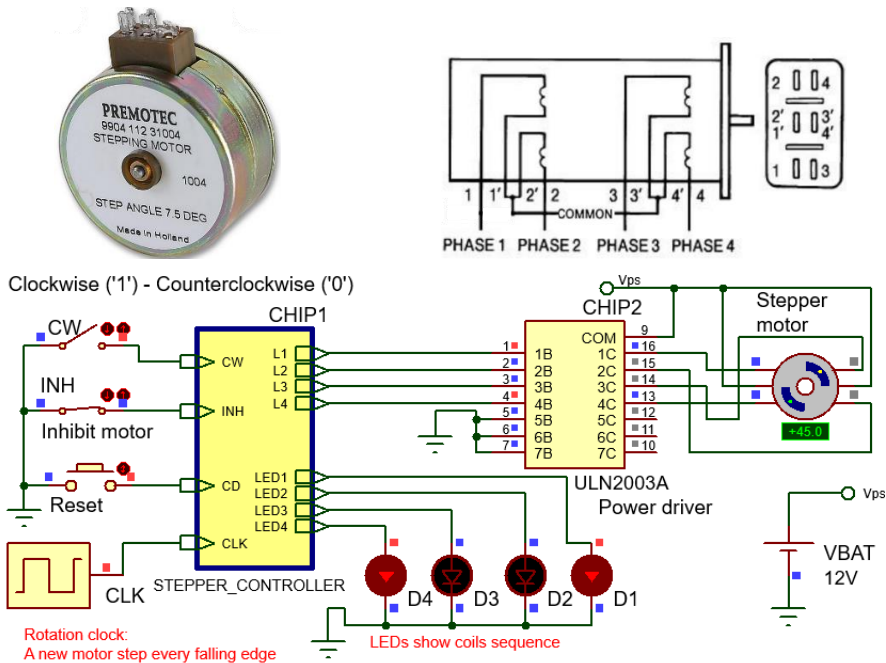 PREMOTEC
9904 112 31004
STEPPING MOTOR
1004
STEP ANGLE 7.5 DEG
Made in Holland
1 1' 2' 2 3 3' 4' 4
COMMON
PHASE 1 PHASE 2 PHASE 3 PHASE 4
2 4
2' 3'
1' 4'
1 3
Clockwise ('1') - Counterclockwise ('0')
CW
INH
Inhibit motor
Reset
CLK
Rotation clock:
A new motor step every falling edge
CHIP1
CW
INH
CD
CLK
L1
L2
L3
L4
LED1
LED2
LED3
LED4
STEPPER_CONTROLLER
D4 D3 D2 D1
LEDs show coils sequence
Vps
CHIP2
COM 9
1 1B 1C 16
2 2B 2C 15
3 3B 3C 14
4 4B 4C 13
5 5B 5C 12
6 6B 6C 11
7 7B 7C 10
ULN2003A
Power driver
Stepper
motor
+45.0
Vps
VBAT
12V